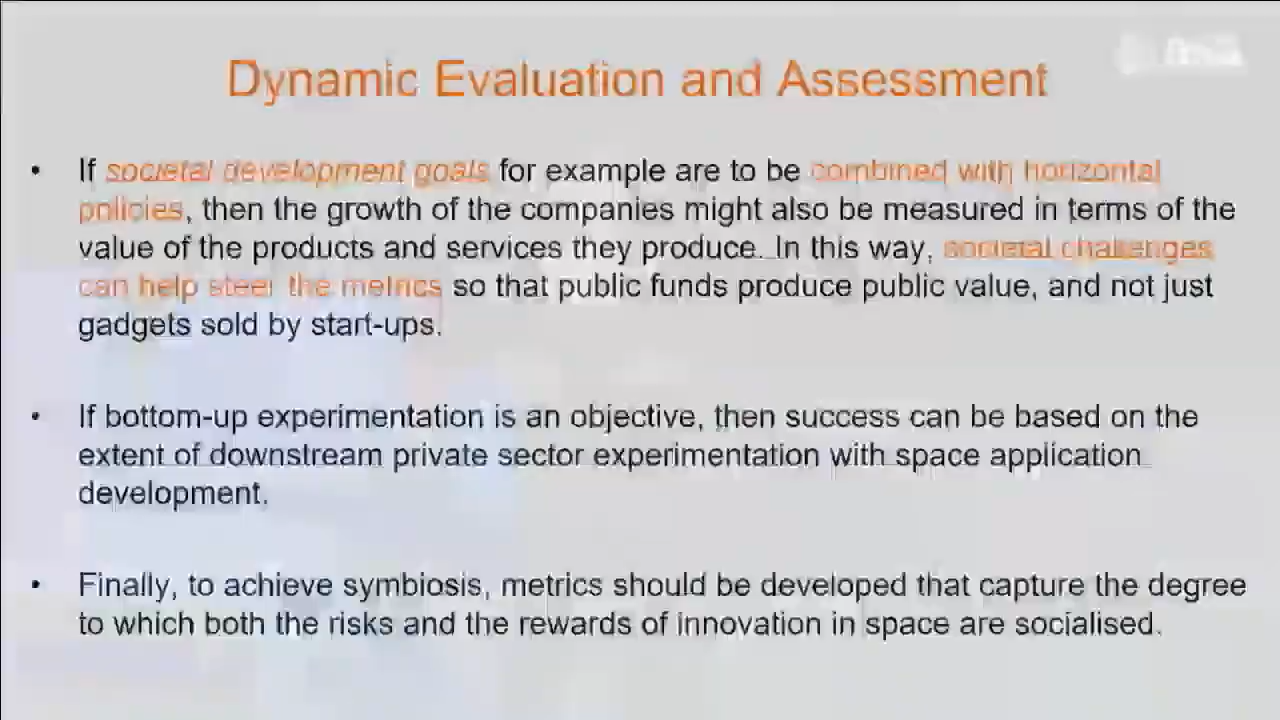 Dynamic Evaluation and Assessment
• If societal development goals for example are to be combined with horizontal
policies, then the growth of the companies might also be measured in terms of the
value of the products and services they produce. In this way, societal challenges
can help steer the metrics so that public funds produce public value, and not just
gadgets sold by start-ups.
• If bottom-up experimentation is an objective, then success can be based on the
extent of downstream private sector experimentation with space application
development.
• Finally, to achieve symbiosis, metrics should be developed that capture the degree
to which both the risks and the rewards of innovation in space are socialised.